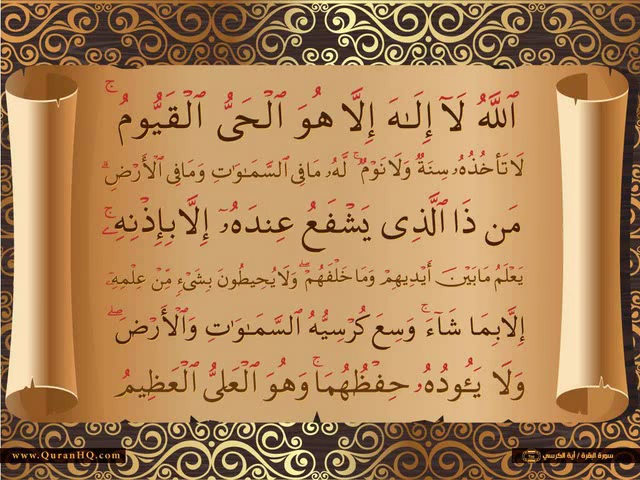 ٱللَّهُ لَآ إِلَـٰهَ إِلَّا هُوَ ٱلْحَىُّ ٱلْقَيُّومُ ۚ
لَا تَأْخُذُهُۥ سِنَةٌ وَلَا نَوْمٌ ۚ لَّهُۥ مَا فِى ٱلسَّمَـٰوَٰتِ وَمَا فِى ٱلْأَرْضِ ۗ
مَن ذَا ٱلَّذِى يَشْفَعُ عِندَهُۥٓ إِلَّا بِإِذْنِهِۦ ۚ
يَعْلَمُ مَا بَيْنَ أَيْدِيهِمْ وَمَا خَلْفَهُمْ ۖ وَلَا يُحِيطُونَ بِشَىْءٍ مِّنْ عِلْمِهِۦٓ
إِلَّا بِمَا شَآءَ ۚ وَسِعَ كُرْسِيُّهُ ٱلسَّمَـٰوَٰتِ وَٱلْأَرْضَ ۖ
وَلَا يَـُٔودُهُۥ حِفْظُهُمَا ۚ وَهُوَ ٱلْعَلِىُّ ٱلْعَظِيمُ
سورة البقرة / آية الكرسي
www.QuranHQ.com